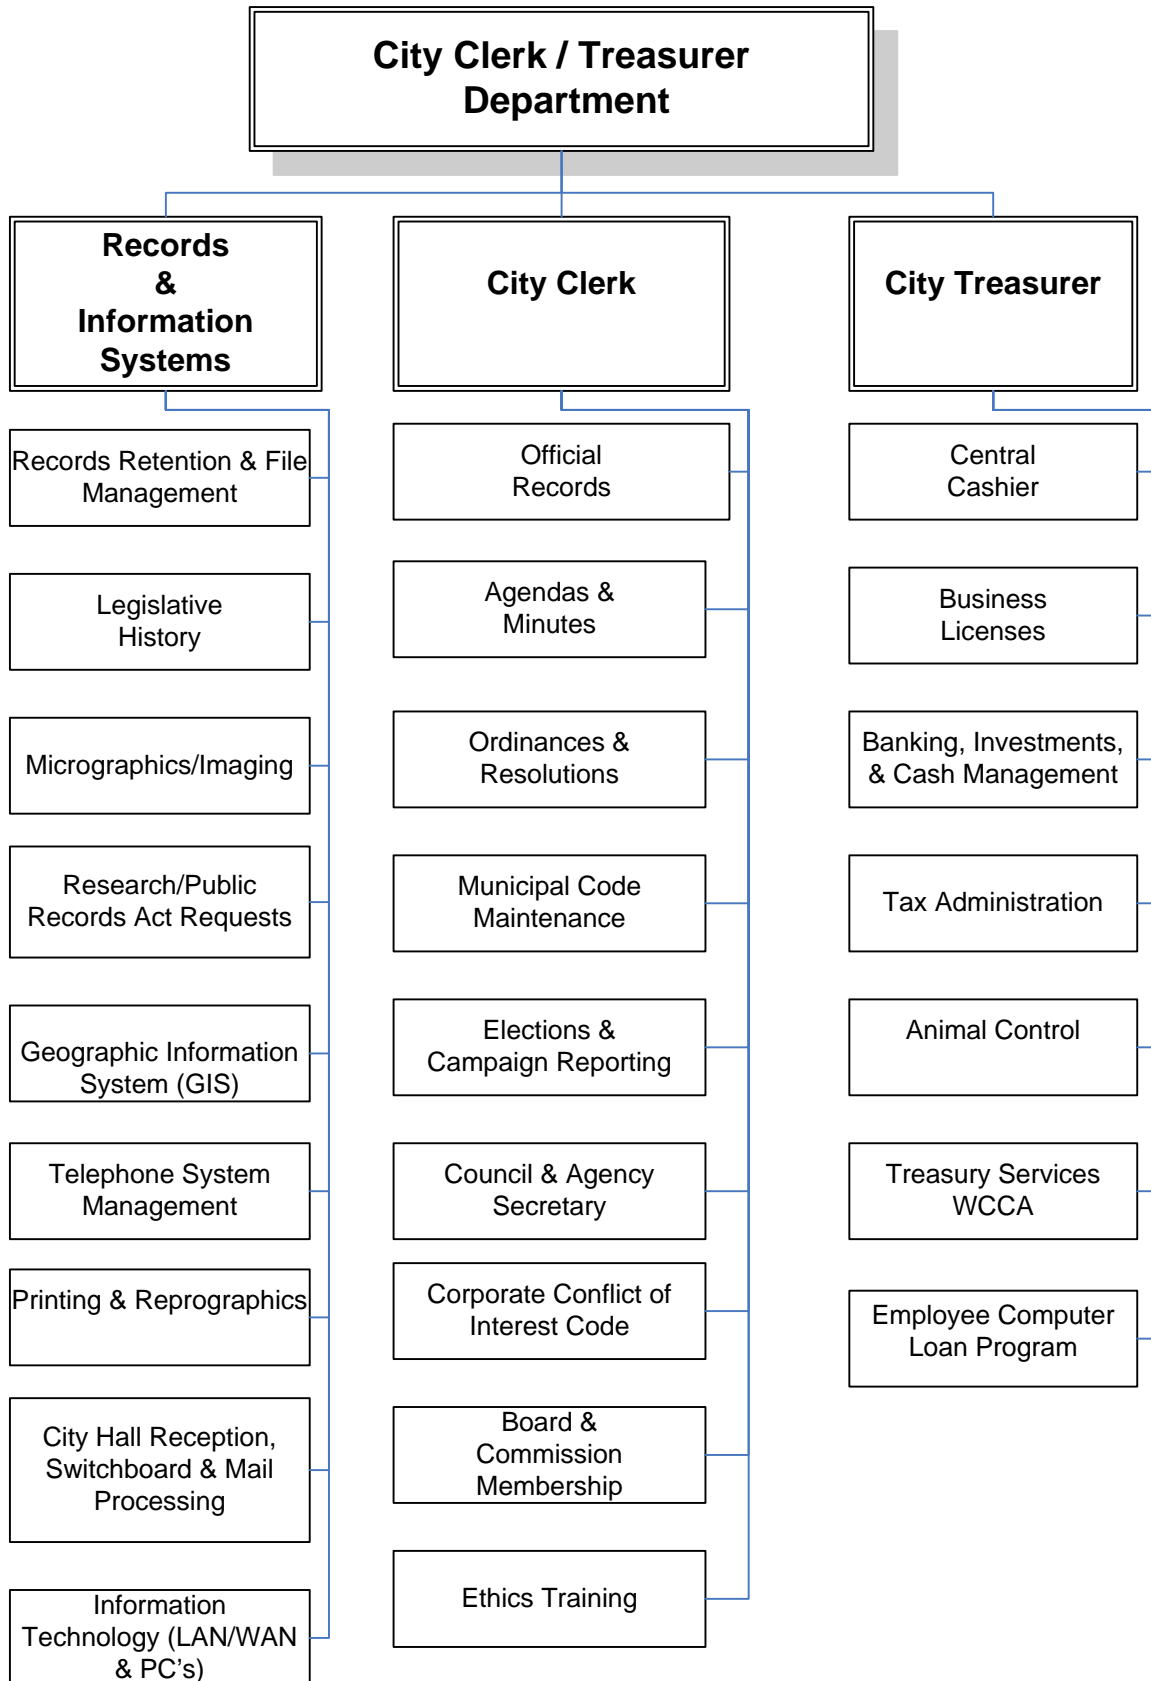 City Clerk / Treasurer
Department
Records
&
Information
Systems
Records Retention & File
Management
Legislative
History
Micrographics/Imaging
Research/Public
Records Act Requests
Geographic Information
System (GIS)
Telephone System
Management
Printing & Reprographics
City Hall Reception,
Switchboard & Mail
Processing
Information
Technology (LAN/WAN
& PC's)
City Clerk
Official
Records
Agendas &
Minutes
Ordinances &
Resolutions
Municipal Code
Maintenance
Elections &
Campaign Reporting
Council & Agency
Secretary
Corporate Conflict of
Interest Code
Board &
Commission
Membership
Ethics Training
City Treasurer
Central
Cashier
Business
Licenses
Banking, Investments,
& Cash Management
Tax Administration
Animal Control
Treasury Services
WCCA
Employee Computer
Loan Program